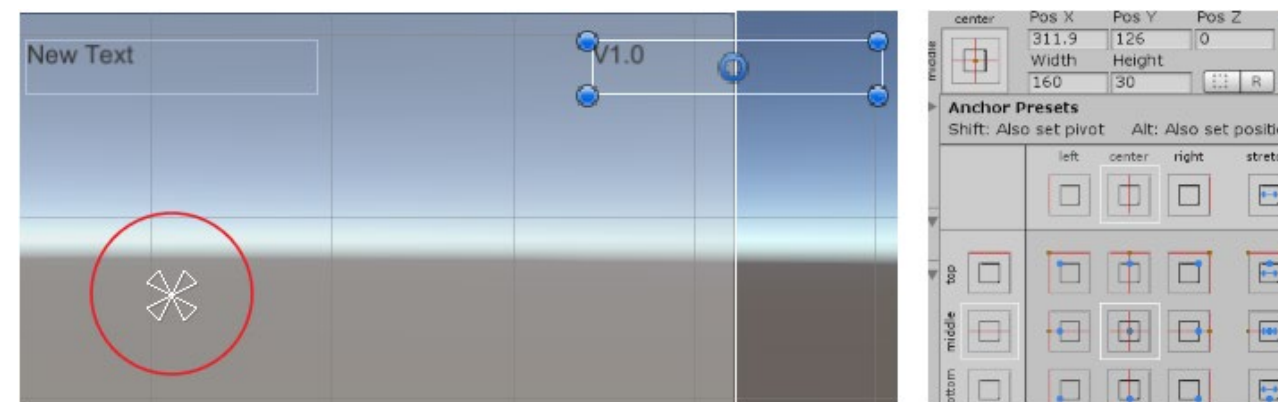 New Text
V1.0
center Pos X Pos Y Pos Z
middle
311.9 126 0
Width Height
160 30 R
Anchor Presets
Shift: Also set pivot Alt: Also set positi
left center right stret
top
middle
ottom